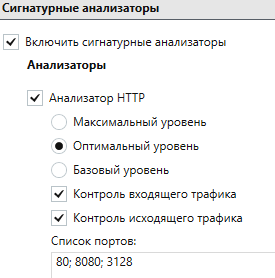 Сигнатурные анализаторы
Включить сигнатурные анализаторы
Анализаторы
Анализатор HTTP
Максимальный уровень
Оптимальный уровень
Базовый уровень
Контроль входящего трафика
Контроль исходящего трафика
Список портов:
80; 8080; 3128